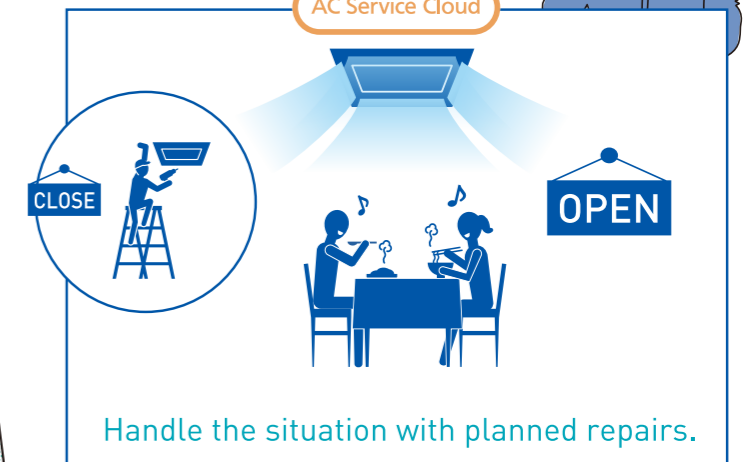 AC Service Cloud
CLOSE
OPEN
Handle the situation with planned repairs.